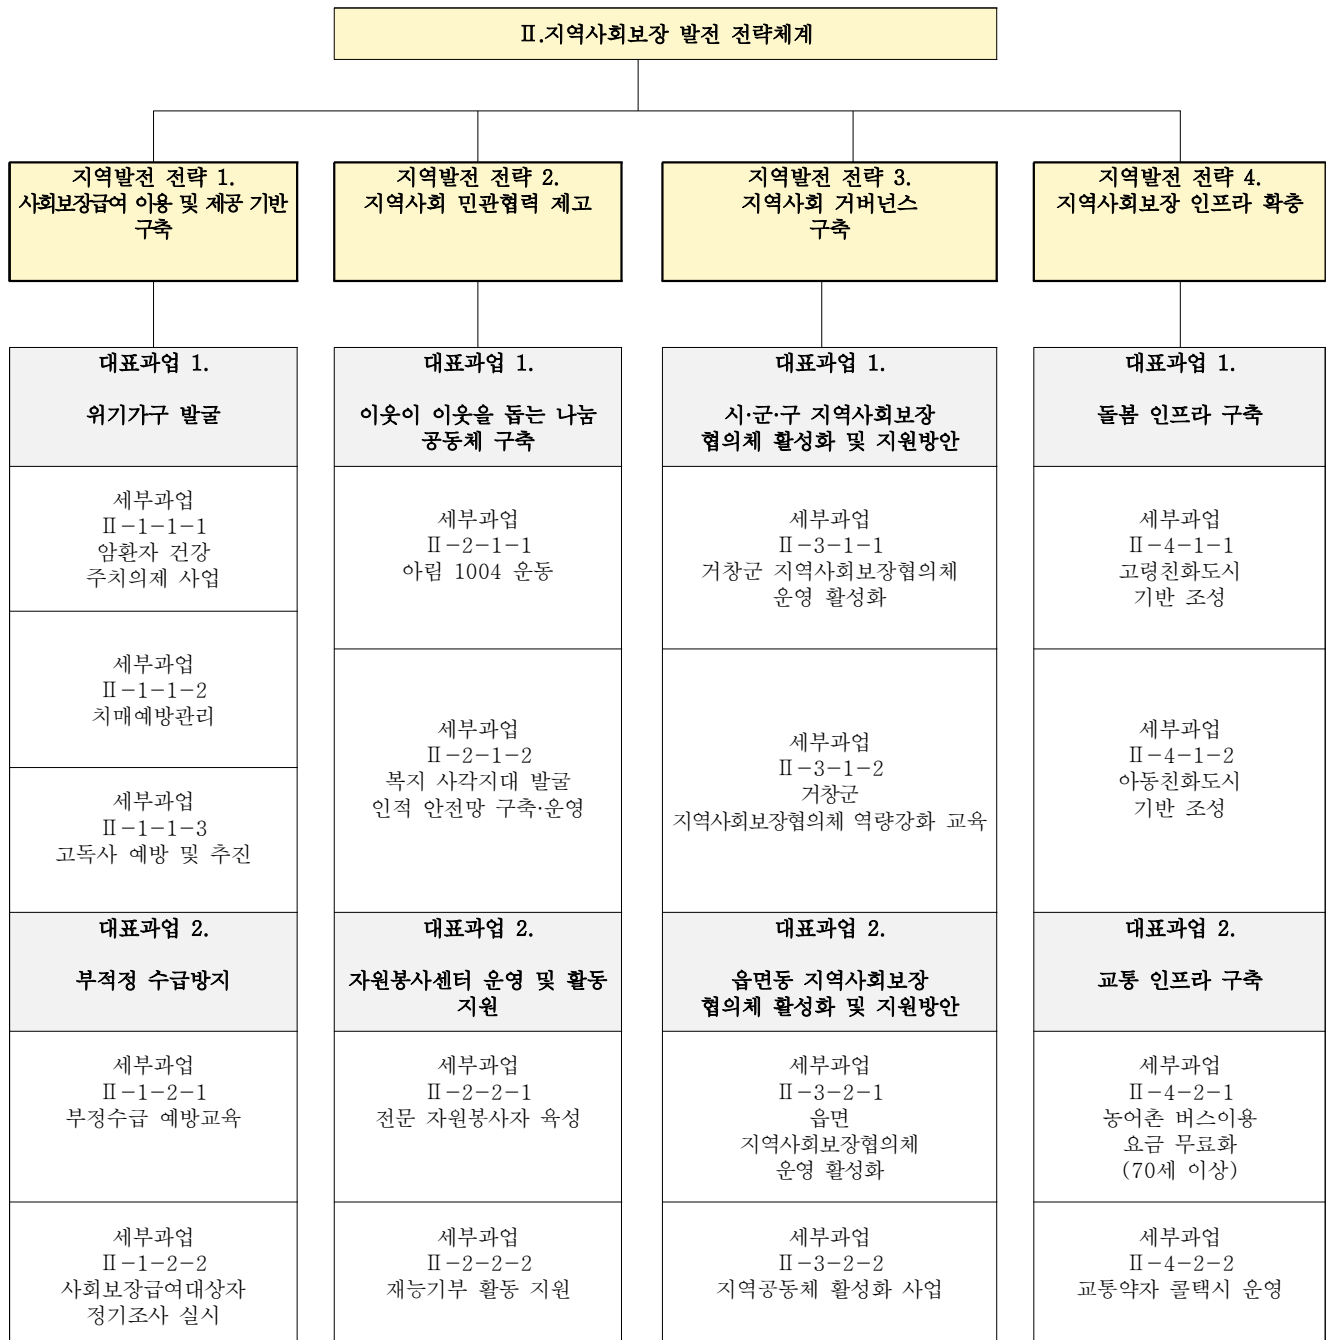 Ⅱ.지역사회보장 발전 전략체계
지역발전 전략 1.
사회보장급여 이용 및 제공 기반
구축
대표과업 1.
위기가구 발굴
세부과업
Ⅱ-1-1-1
암환자 건강
주치의제 사업
세부과업
Ⅱ-1-1-2
치매예방관리
세부과업
Ⅱ-1-1-3
고독사 예방 및 추진
대표과업 2.
부적정 수급방지
세부과업
Ⅱ-1-2-1
부정수급 예방교육
세부과업
Ⅱ-1-2-2
사회보장급여대상자
정기조사 실시
지역발전 전략 2.
지역사회 민관협력 제고
대표과업 1.
이웃이 이웃을 돕는 나눔
공동체 구축
세부과업
Ⅱ-2-1-1
아림 1004 운동
세부과업
Ⅱ-2-1-2
복지 사각지대 발굴
인적 안전망 구축·운영
대표과업 2.
자원봉사센터 운영 및 활동
지원
세부과업
Ⅱ-2-2-1
전문 자원봉사자 육성
세부과업
Ⅱ-2-2-2
재능기부 활동 지원
지역발전 전략 3.
지역사회 거버넌스
구축
대표과업 1.
시·군·구 지역사회보장
협의체 활성화 및 지원방안
세부과업
Ⅱ-3-1-1
거창군 지역사회보장협의체
운영 활성화
세부과업
Ⅱ-3-1-2
거창군
지역사회보장협의체 역량강화 교육
대표과업 2.
읍면동 지역사회보장
협의체 활성화 및 지원방안
세부과업
Ⅱ-3-2-1
읍면
지역사회보장협의체
운영 활성화
세부과업
Ⅱ-3-2-2
지역공동체 활성화 사업
지역발전 전략 4.
지역사회보장 인프라 확충
대표과업 1.
돌봄 인프라 구축
세부과업
Ⅱ-4-1-1
고령친화도시
기반 조성
세부과업
Ⅱ-4-1-2
아동친화도시
기반 조성
대표과업 2.
교통 인프라 구축
세부과업
Ⅱ-4-2-1
농어촌 버스이용
요금 무료화
(70세 이상)
세부과업
Ⅱ-4-2-2
교통약자 콜택시 운영